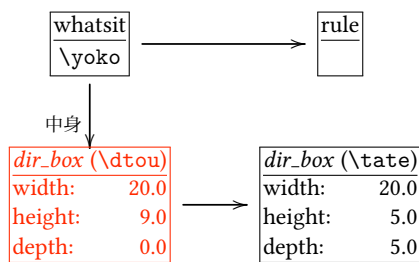 whatsit
\yoko
rule
中身
dir_box (\dtou)
width: 20.0
height: 9.0
depth: 0.0
dir_box (\tate)
width: 20.0
height: 5.0
depth: 5.0